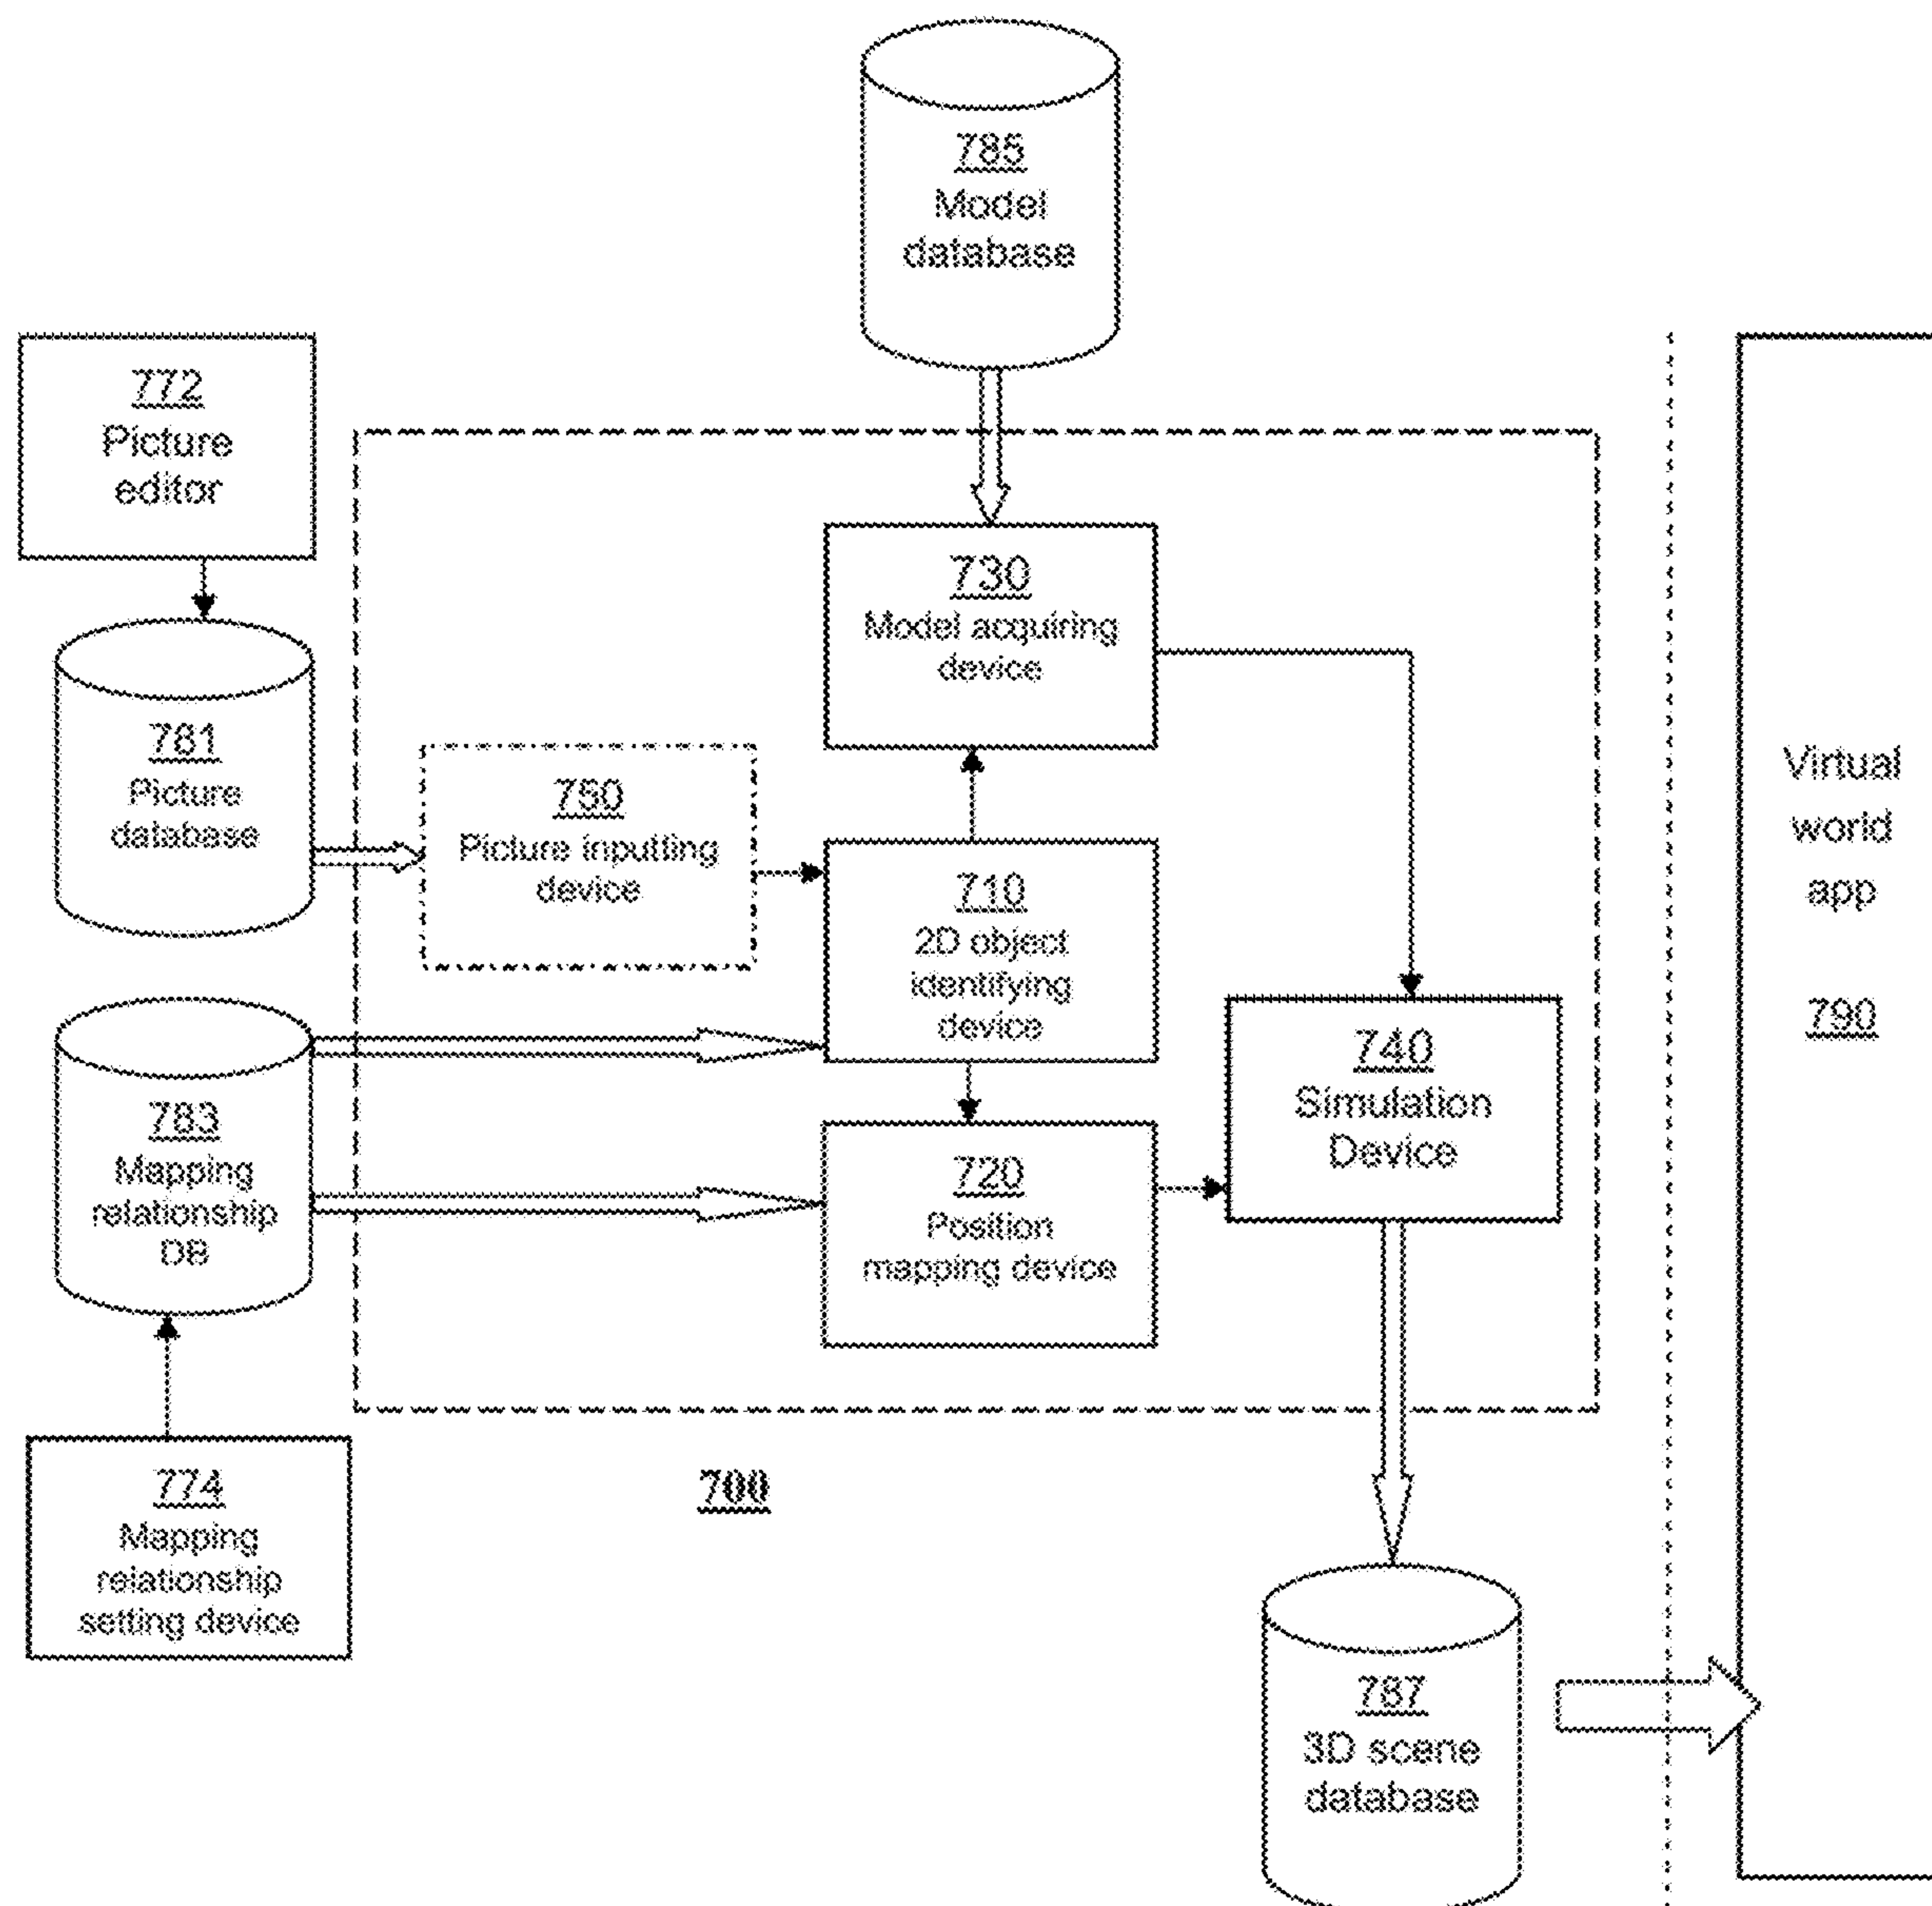 785
Model
database
772
Picture
editor
730
Model acquiring
device
781
Picture
database
750
Picture inputting
device
710
2D object
identifying
device
Virtual
world
app
790
783
Mapping
relationship
DB
740
Simulation
Device
720
Position
mapping device
774
Mapping
relationship
setting device
700
787
3D scene
database